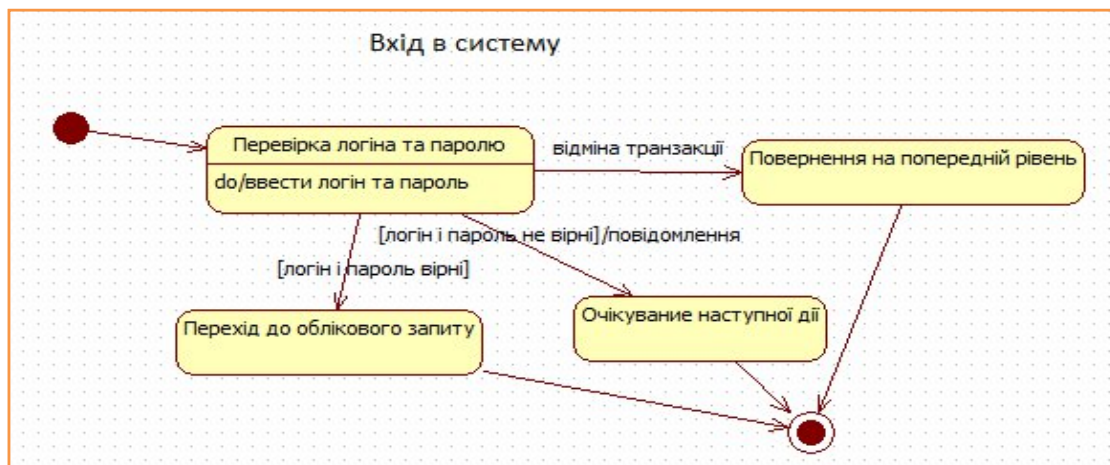 Вхід в систему
Перевірка логіна та паролю
do/ввести логін та пароль
відміна транзакції
Повернення на попередній рівень
[логін і пароль не вірні]/повідомлення
[логін і пароль вірні]
Перехід до облікового запиту
Очікувание наступної дії